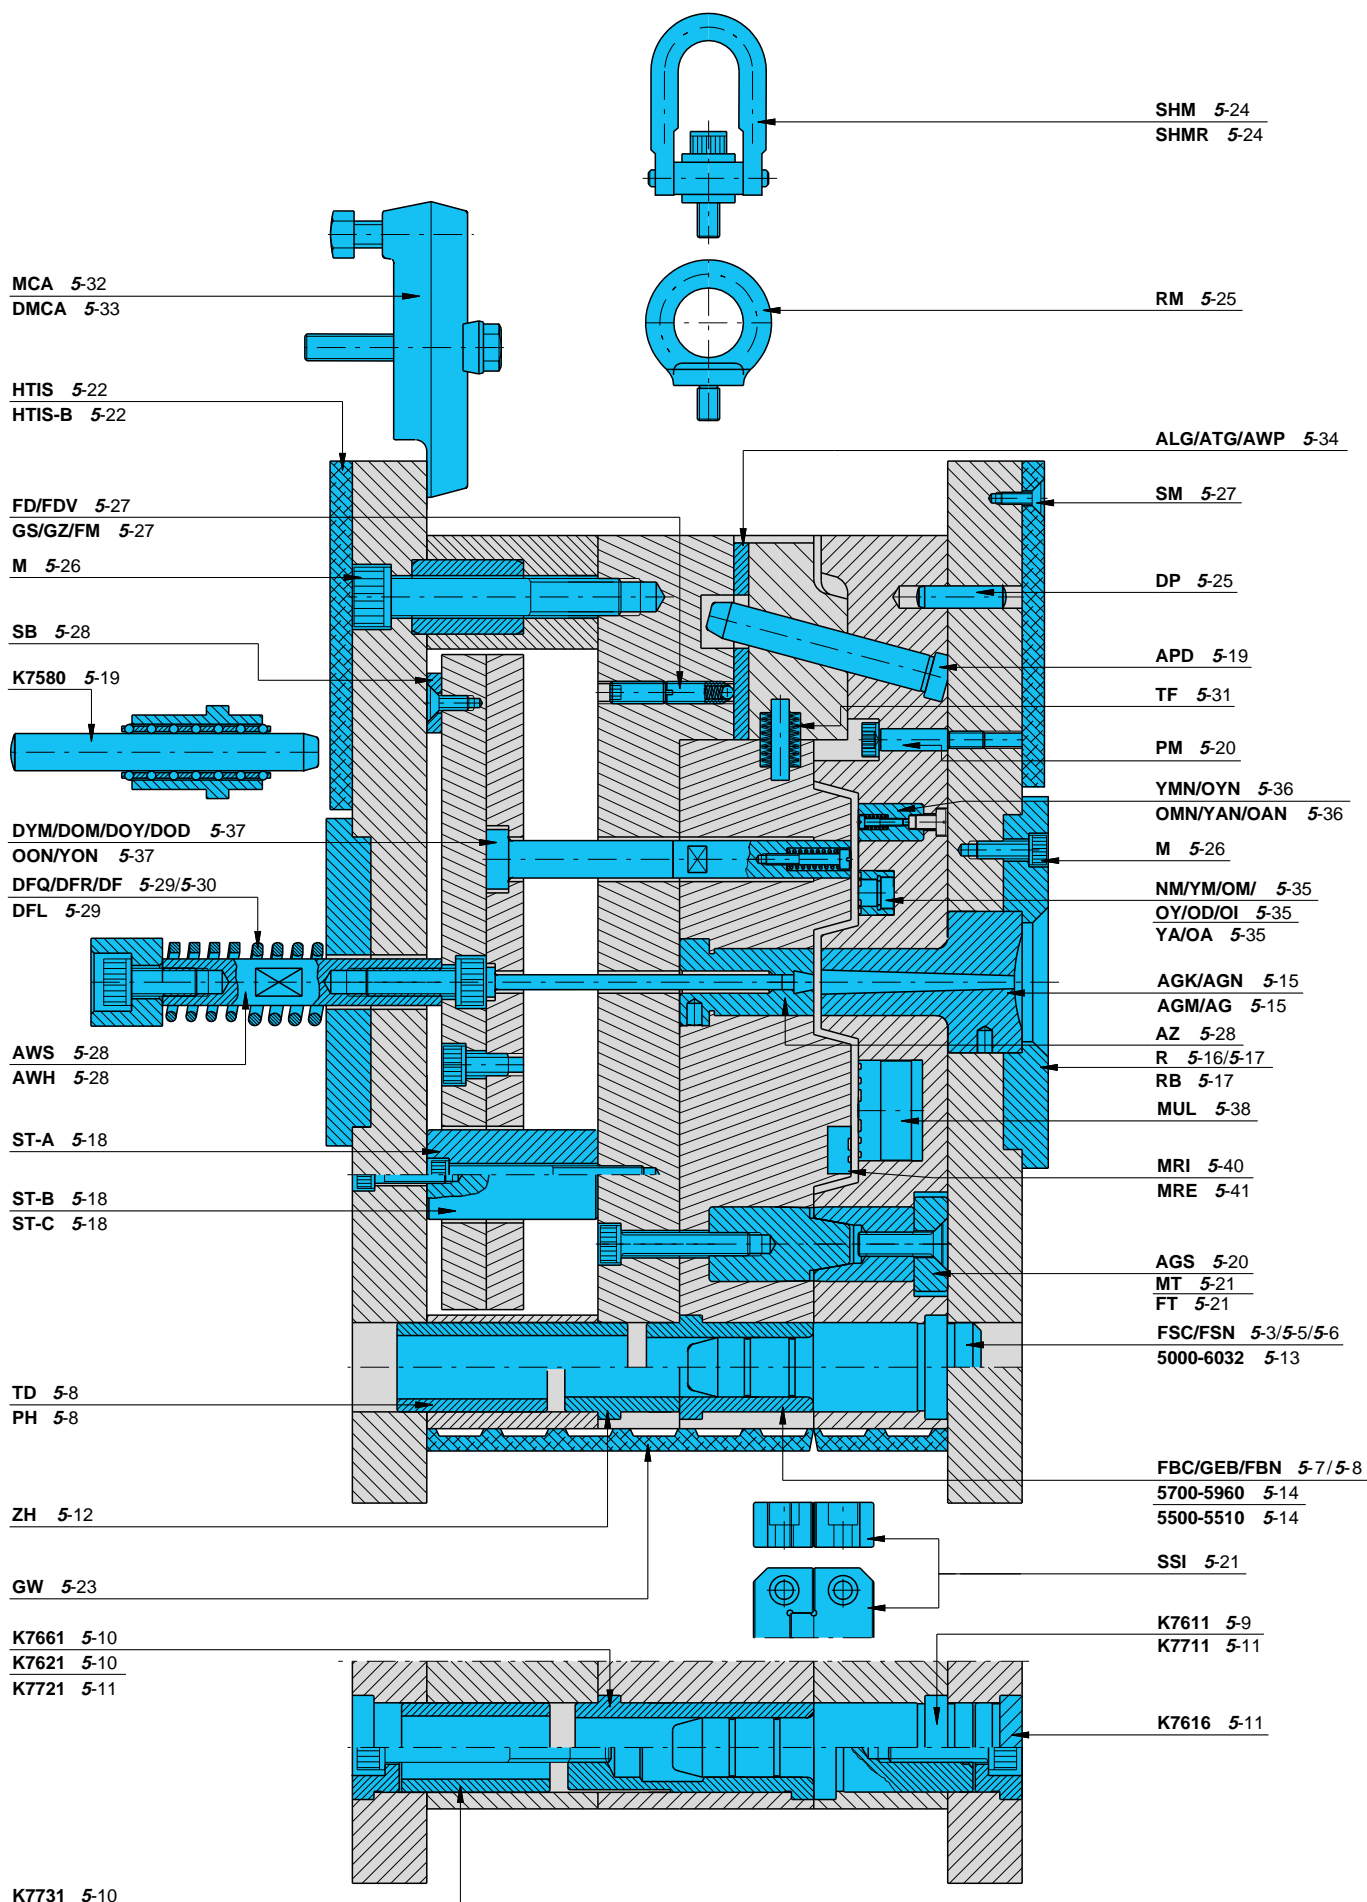 SHM 5-24
SHMR 5-24
MCA 5-32
DMCA 5-33
RM 5-25
HTIS 5-22
HTIS-B 5-22
ALG/ATG/AWP 5-34
FD/FDV 5-27
GS/GZ/FM 5-27
SM 5-27
M 5-26
DP 5-25
SB 5-28
K7580 5-19
APD 5-19
TF 5-31
PM 5-20
YMN/OYN 5-36
OMN/YAN/OAN 5-36
DYM/DOM/DOY/DOD 5-37
OON/YON 5-37
M 5-26
DFQ/DFR/DF 5-29/5-30
DFL 5-29
NM/YM/OM/ 5-35
OY/OD/OI 5-35
YA/OA 5-35
AGK/AGN 5-15
AGM/AG 5-15
AZ 5-28
AWS 5-28
AWH 5-28
R 5-16/5-17
RB 5-17
MUL 5-38
ST-A 5-18
MRI 5-40
MRE 5-41
ST-B 5-18
ST-C 5-18
AGS 5-20
MT 5-21
FT 5-21
FSC/FSN 5-3/5-5/5-6
5000-6032 5-13
TD 5-8
PH 5-8
FBC/GEB/FBN 5-7/5-8
5700-5960 5-14
5500-5510 5-14
ZH 5-12
SSI 5-21
GW 5-23
K7661 5-10
K7621 5-10
K7721 5-11
K7611 5-9
K7711 5-11
K7616 5-11
K7731 5-10